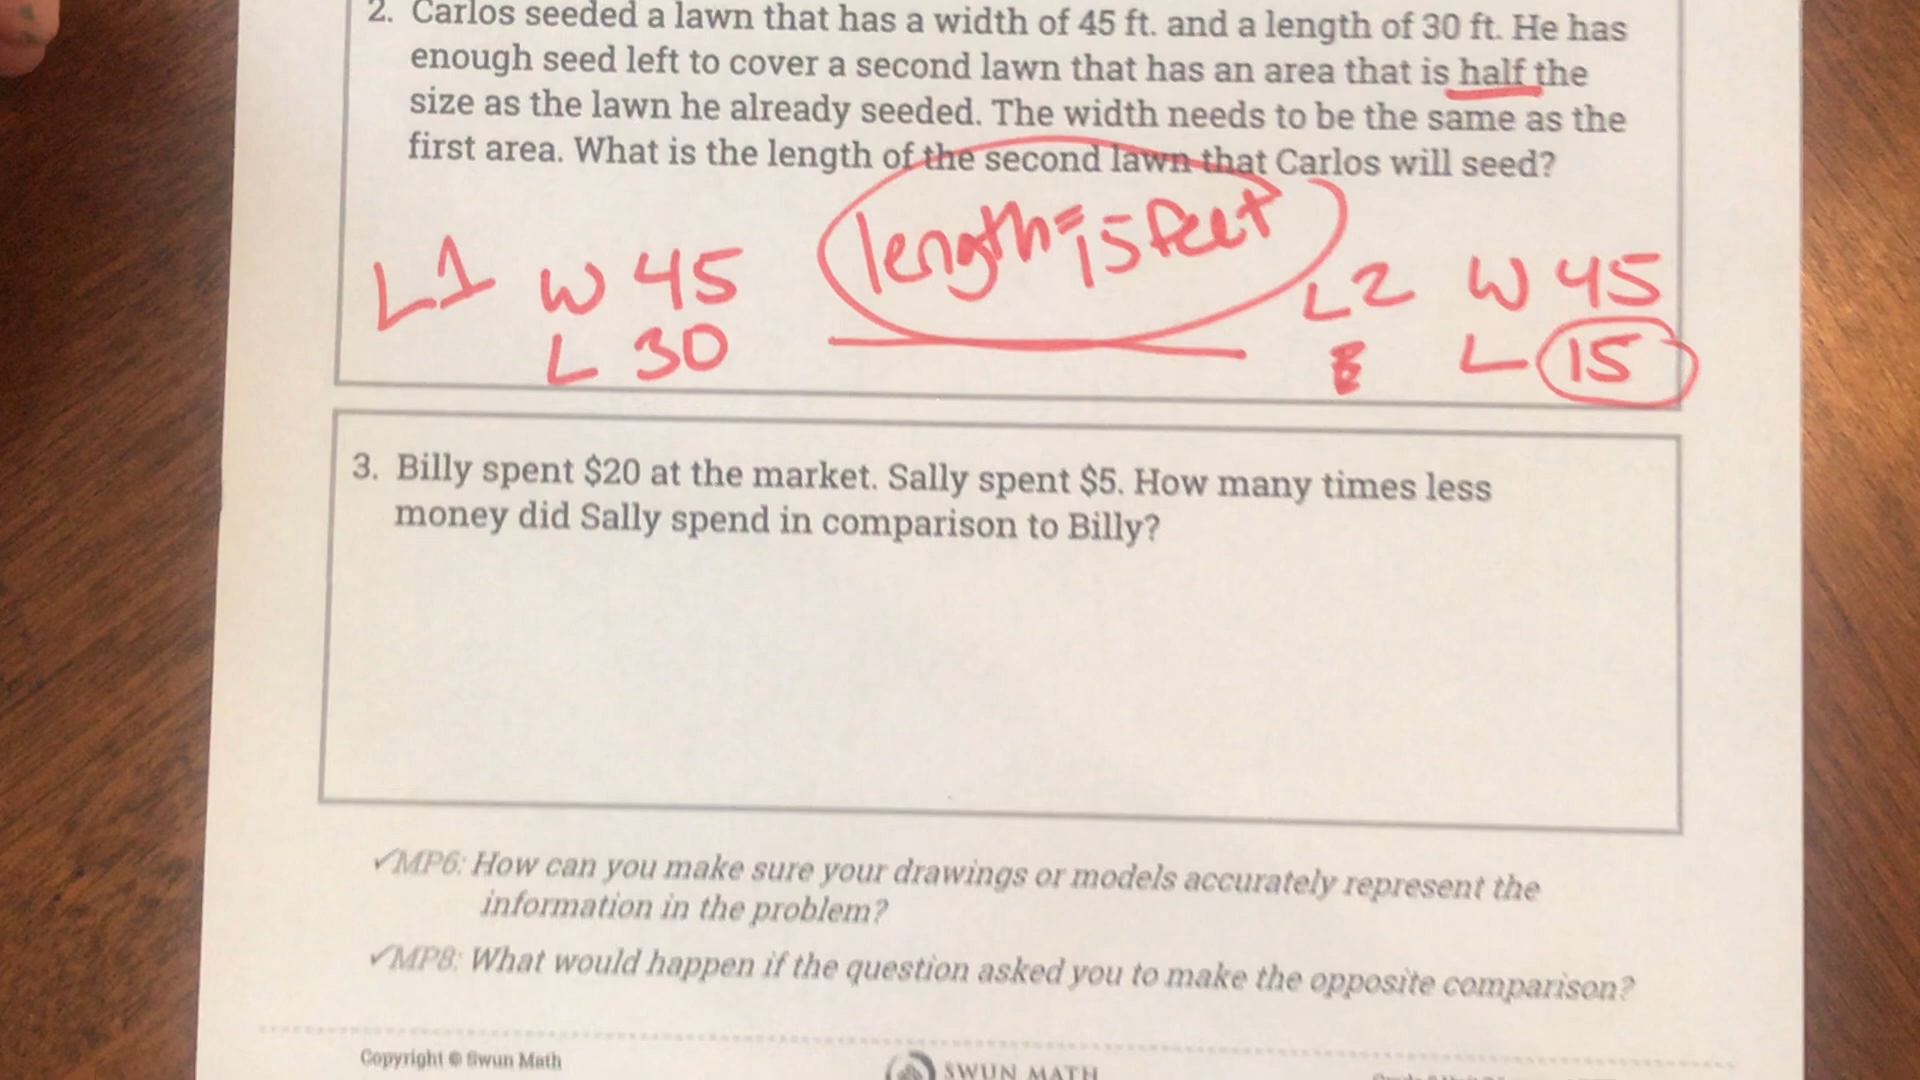 2. Carlos seeded a lawn that has a width of 45 ft. and a length of 30 ft. He has
enough seed left to cover a second lawn that has an area that is half the
size as the lawn he already seeded. The width needs to be the same as the
first area. What is the length of the second lawn that Carlos will seed?
L1 W 45
L 30
length = 15 feet
L2 W 45
L 15
3. Billy spent $20 at the market. Sally spent $5. How many times less
money did Sally spend in comparison to Billy?
✓MP6: How can you make sure your drawings or models accurately represent the
information in the problem?
✓MP8: What would happen if the question asked you to make the opposite comparison?
Copyright © Swun Math
SWUN MATH